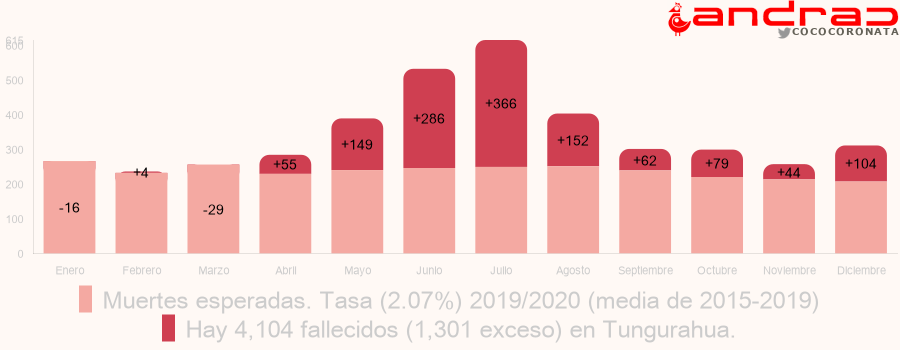 andrab
COCOCORONATA
615
600
500
400
300
200
100
0
-16
+4
-29
+55
+149
+286
+366
+152
+62
+79
+44
+104
Enero
Febrero
Marzo
Abril
Mayo
Junio
Julio
Agosto
Septiembre
Octubre
Noviembre
Diciembre
Muertes esperadas. Tasa (2.07%) 2019/2020 (media de 2015-2019)
Hay 4,104 fallecidos (1,301 exceso) en Tungurahua.